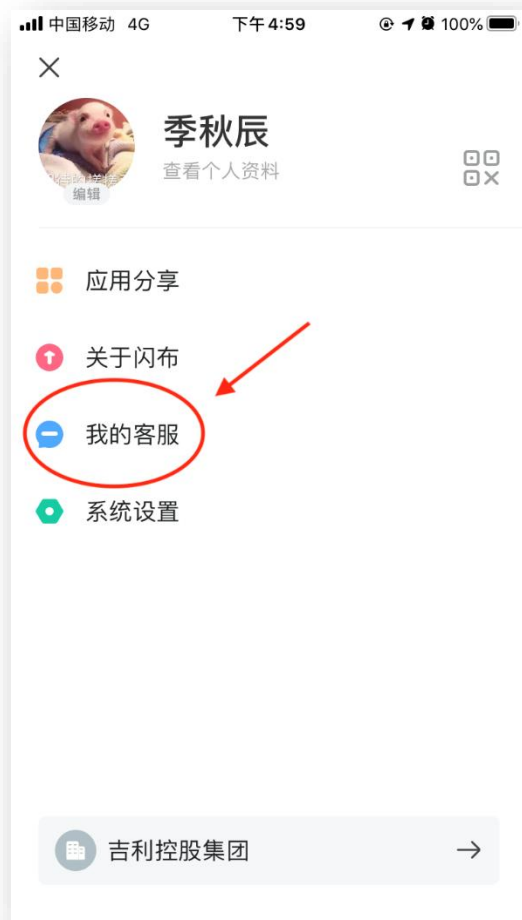 中国移动 4G 下午4:59 100%
季秋辰
查看个人资料
编辑
应用分享
关于闪布
我的客服
系统设置
吉利控股集团